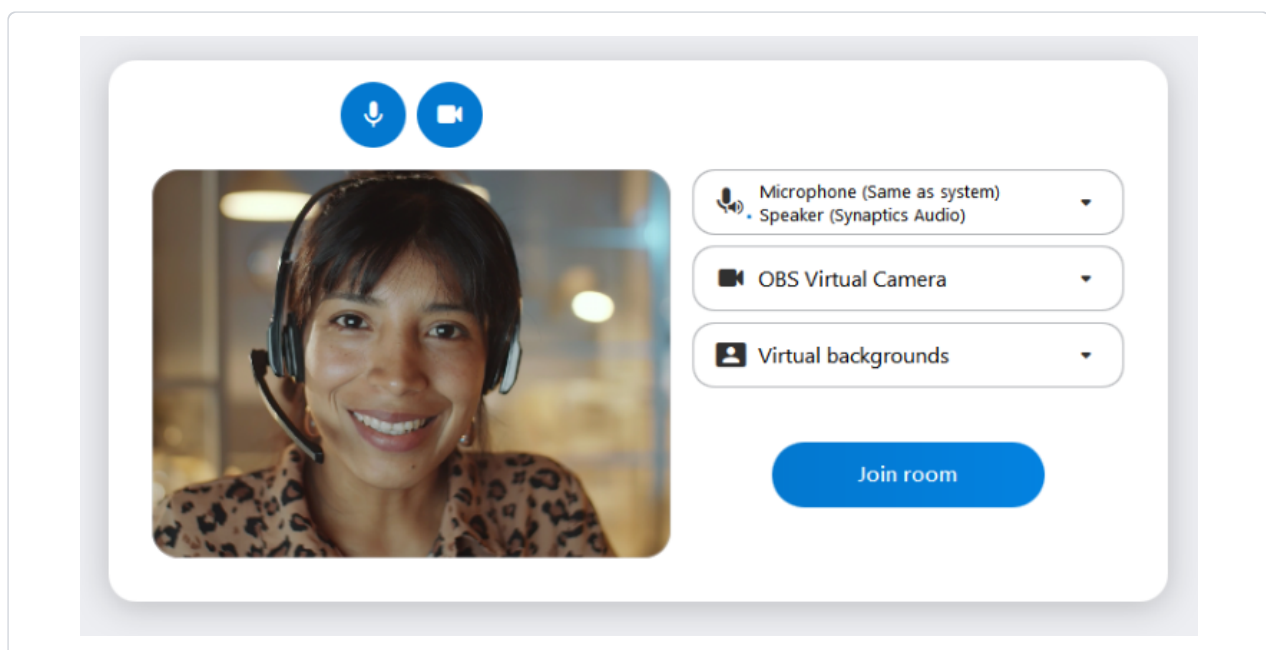 Microphone (Same as system)
Speaker (Synaptics Audio)
OBS Virtual Camera
Virtual backgrounds
Join room